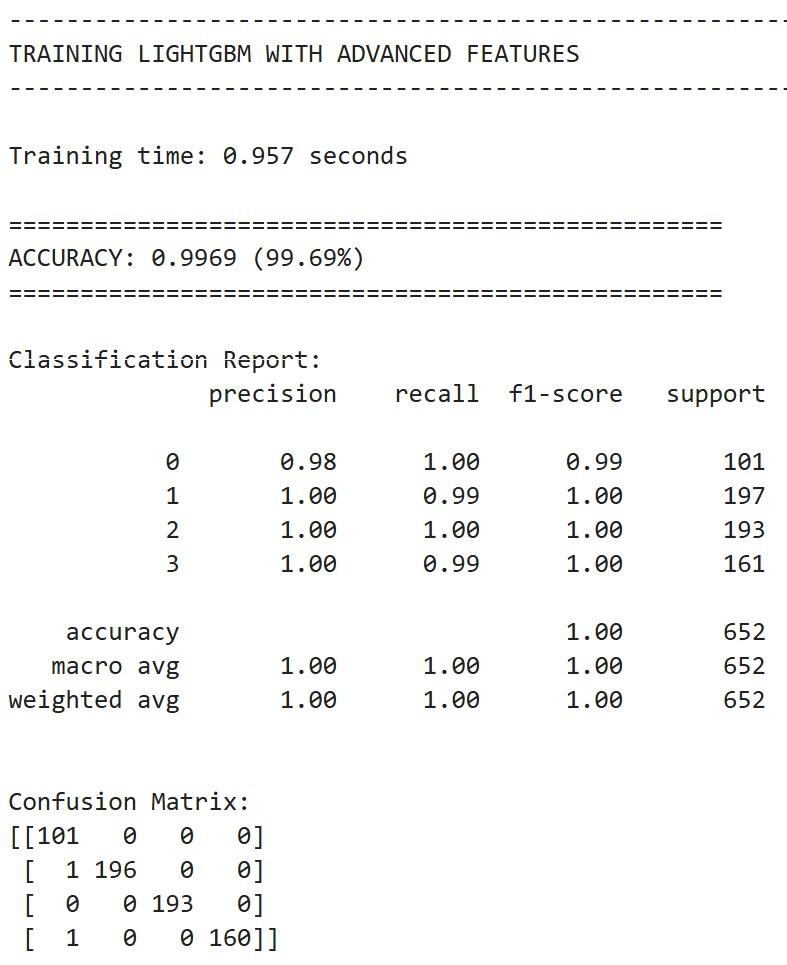 -------------------------------------------------------
TRAINING LIGHTGBM WITH ADVANCED FEATURES
-------------------------------------------------------
Training time: 0.957 seconds
==================================================
ACCURACY: 0.9969 (99.69%)
==================================================
Classification Report:
              precision    recall  f1-score   support
           0       0.98      1.00      0.99       101
           1       1.00      0.99      1.00       197
           2       1.00      1.00      1.00       193
           3       1.00      0.99      1.00       161
    accuracy                           1.00       652
   macro avg       1.00      1.00      1.00       652
weighted avg       1.00      1.00      1.00       652
Confusion Matrix:
[[101   0   0   0]
 [  1 196   0   0]
 [  0   0 193   0]
 [  1   0   0 160]]